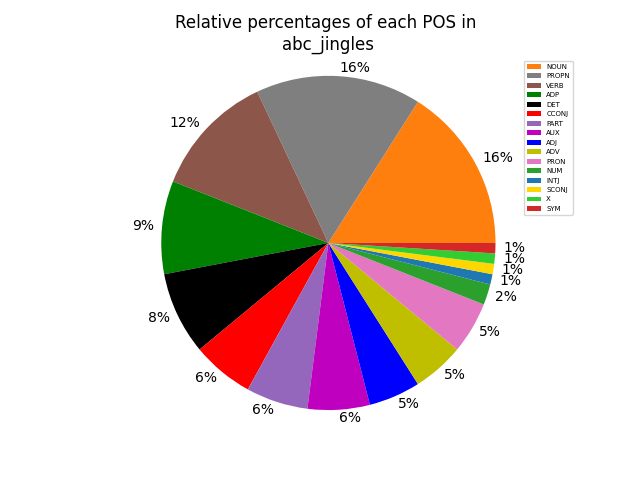 Relative percentages of each POS in
abc_jingles
16%
16%
12%
9%
8%
6%
6%
6%
5%
5%
5%
2%
1%
1%
1%
1%
NOUN
PROPN
VERB
ADP
DET
CCONJ
PART
AUX
ADJ
ADV
PRON
NUM
INTJ
SCONJ
X
SYM